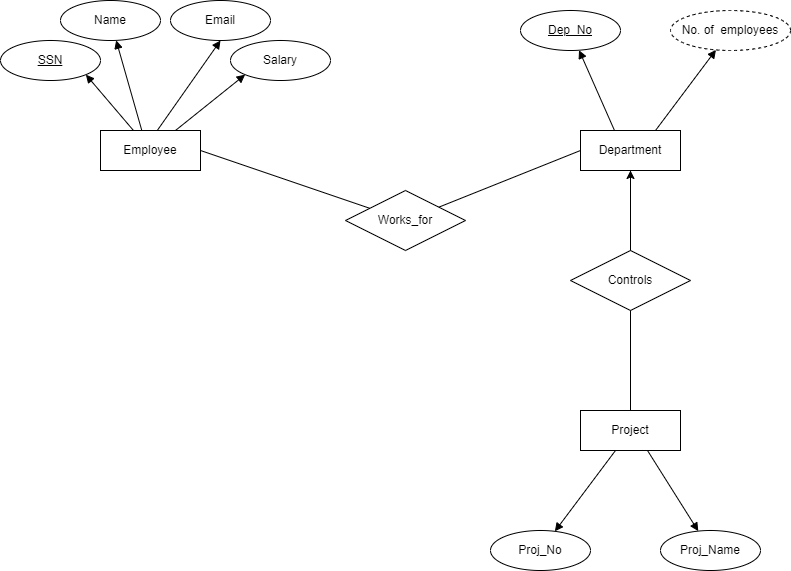 Name
Email
SSN
Salary
Dep_No
No. of employees
Employee
Department
Works_for
Controls
Project
Proj_No
Proj_Name